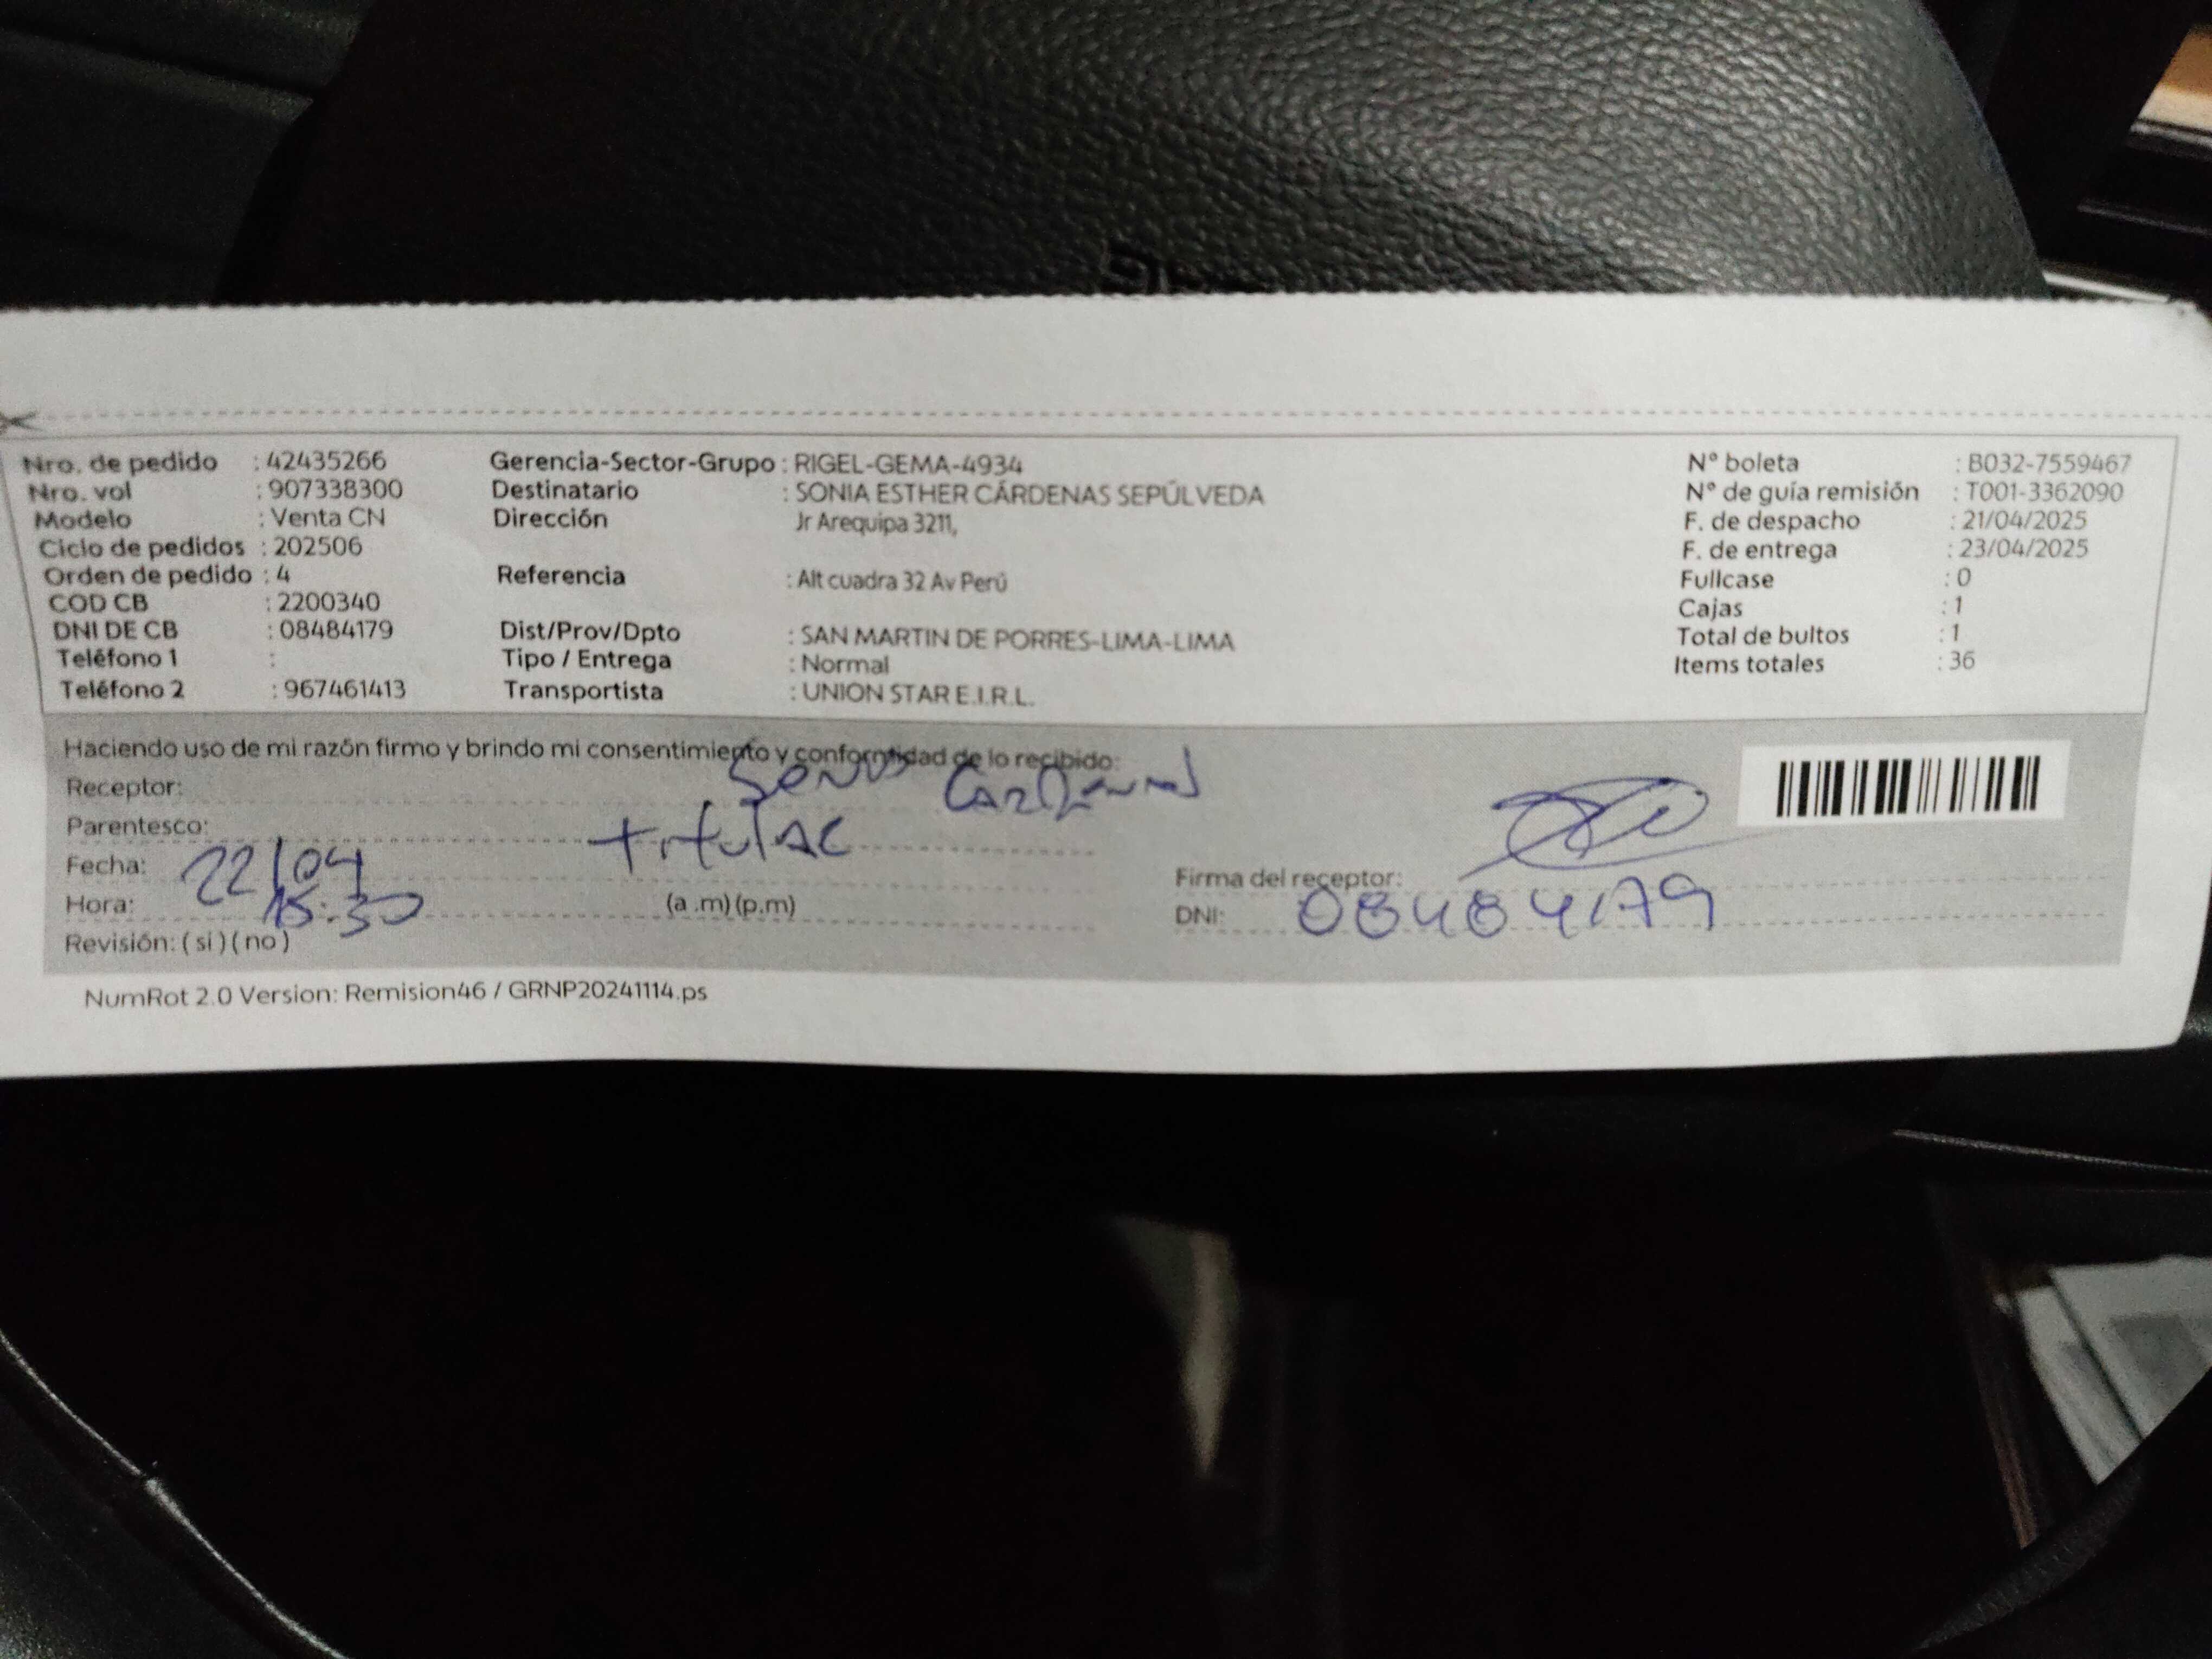 Nro. de pedido : 42435266
Nro. vol : 907338300
Modelo : Venta CN
Ciclo de pedidos : 202506
Orden de pedido : 4
COD CB : 2200340
DNI DE CB : 08484179
Teléfono 1 :
Teléfono 2 : 967461413
Gerencia-Sector-Grupo : RIGEL-GEMA-4934
Destinatario : SONIA ESTHER CÁRDENAS SEPÚLVEDA
Dirección Jr Arequipa 3211,
Referencia : Alt cuadra 32 Av Perú
Dist/Prov/Dpto : SAN MARTIN DE PORRES-LIMA-LIMA
Tipo / Entrega : Normal
Transportista : UNION STAR E.I.R.L.
N° boleta : B032-7559467
N° de guía remisión : T001-3362090
F. de despacho : 21/04/2025
F. de entrega : 23/04/2025
Fullcase : 0
Cajas : 1
Total de bultos : 1
Items totales : 36
Haciendo uso de mi razón firmo y brindo mi consentimiento y conformidad de lo recibido:
Receptor: Sonia Cardenas
Parentesco: titular
Fecha: 22/04
Hora: 15:30 (a .m) (p.m)
Revisión: ( si ) ( no )
Firma del receptor:
DNI: 08484179
NumRot 2.0 Version: Remision46 / GRNP20241114.ps